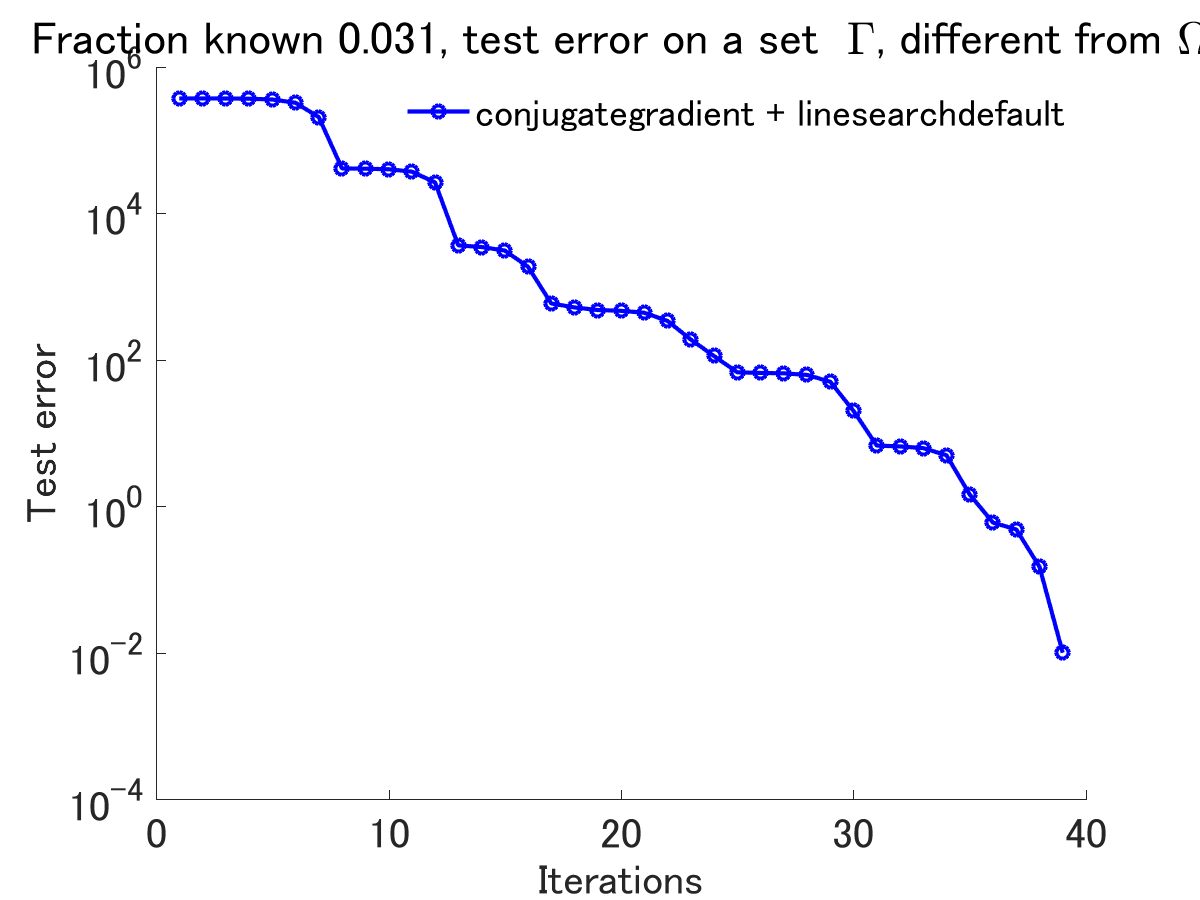 Fraction known 0.031, test error on a set Γ, different from Ω
10^6
conjugategradient + linesearchdefault
10^4
10^2
10^0
10^-2
10^-4
Test error
0 10 20 30 40
Iterations